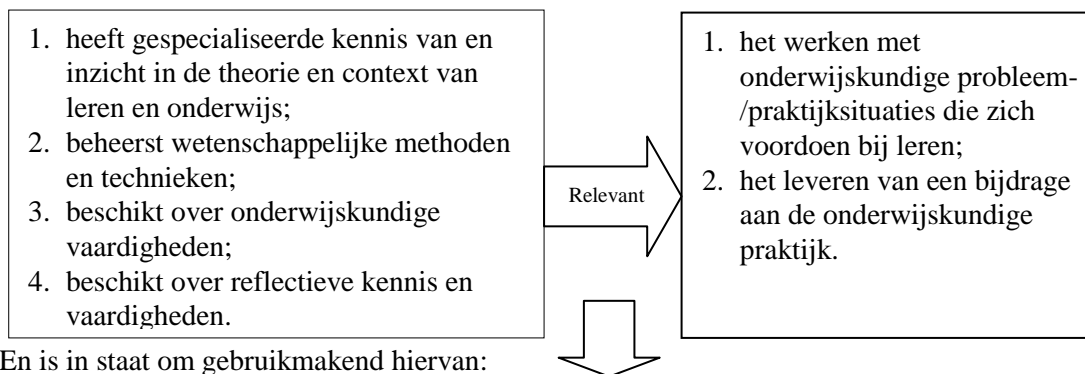 1. heeft gespecialiseerde kennis van en
inzicht in de theorie en context van
leren en onderwijs;
2. beheerst wetenschappelijke methoden
en technieken;
3. beschikt over onderwijskundige
vaardigheden;
4. beschikt over reflectieve kennis en
vaardigheden.
Relevant
1. het werken met
onderwijskundige probleem-
/praktijksituaties die zich
voordoen bij leren;
2. het leveren van een bijdrage
aan de onderwijskundige
praktijk.
En is in staat om gebruikmakend hiervan: